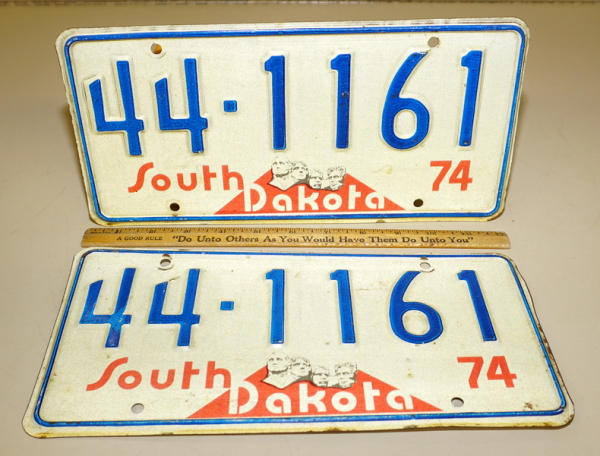 44·1161
South Dakota 74
A GOOD RULE "Do Unto Others As You Would Have Them Do Unto You"
44·1161
South Dakota 74